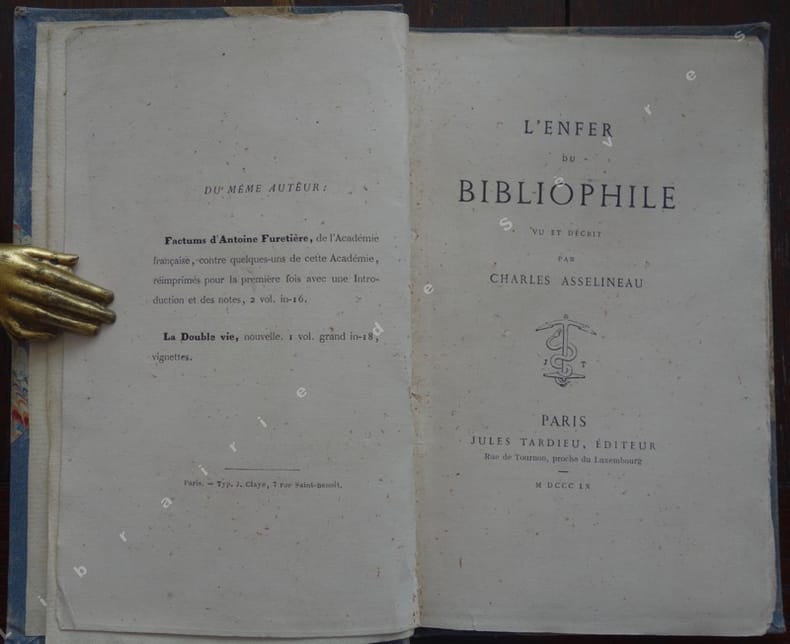 DU MÊME AUTEUR :
Factums d'Antoine Furetière, de l'Académie
française, contre quelques-uns de cette Académie,
réimprimés pour la première fois avec une Intro-
duction et des notes, 2 vol. in-16.
La Double vie, nouvelle. 1 vol. grand in-18,
vignettes.
Paris. — Typ. J. Claye, 7 rue Saint-Benoît.
L'ENFER
DU
BIBLIOPHILE
VU ET DÉCRIT
PAR
CHARLES ASSELINEAU
J T
PARIS
JULES TARDIEU, ÉDITEUR
Rue de Tournon, proche du Luxembourg
M DCCC LX
Librairie de sèvres